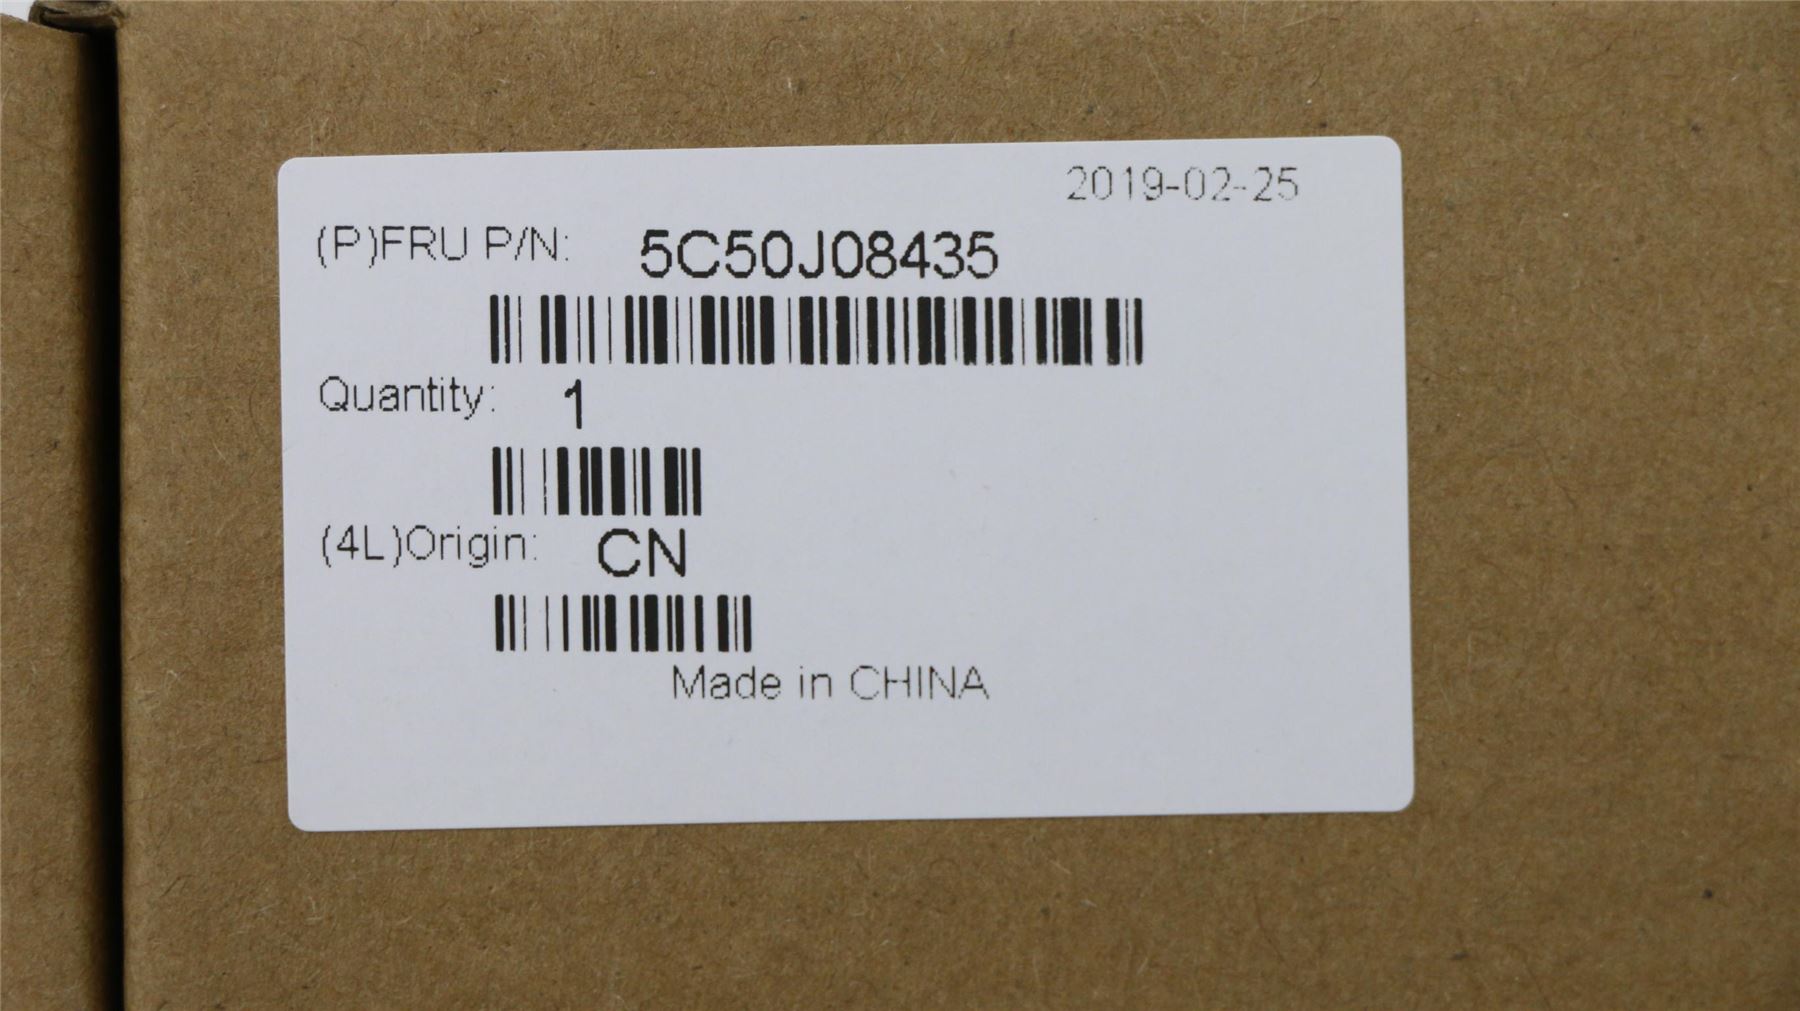 2019-02-25
(P)FRU P/N: 5C50J08435
Quantity: 1
(4L)Origin: CN
Made in CHINA